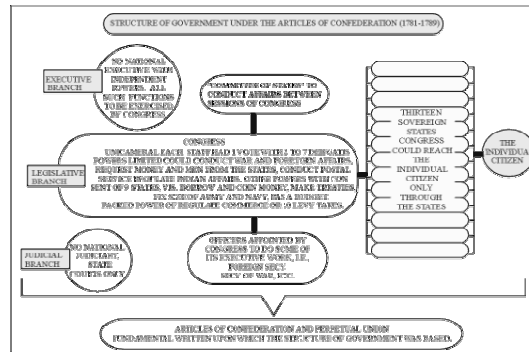 STRUCTURE OF GOVERNMENT UNDER THE ARTICLES OF CONFEDERATION (1781-1789)
EXECUTIVE
BRANCH
NO NATIONAL
EXECUTIVE WITH
INDEPENDENT
POWERS. ALL
SUCH FUNCTIONS
TO BE EXERCISED
BY CONGRESS.
"COMMITTEE OF STATES" TO
CONDUCT AFFAIRS BETWEEN
SESSIONS OF CONGRESS
LEGISLATIVE
BRANCH
CONGRESS
UNICAMERAL EACH STATE HAD 1 VOTE WITH 2 TO 7
POWERS LIMITED COULD CONDUCT WAR AND FOREIGN AFFAIRS,
REQUEST MONEY AND MEN FROM THE STATES, CONDUCT POSTAL
SERVICE INDIAN AFFAIRS. OTHER POWERS WITH CON
SENT OF 9 STATES, BORROW AND COIN MONEY, MAKE TREATIES,
FIX SIZE OF ARMY AND NAVY,
POWER OF REGULATE COMMERCE OR LEVY TAXES.
THIRTEEN
SOVEREIGN
STATES
CONGRESS
COULD REACH
THE
INDIVIDUAL
CITIZEN
ONLY
THROUGH
THE STATES
THE
INDIVIDUAL
CITIZEN
JUDICIAL
BRANCH
NO NATIONAL
JUDICIARY,
STATE
COURTS ONLY
OFFICERS APPOINTED BY
CONGRESS TO DO SOME OF
ITS EXECUTIVE WORK, I.E.,
FOREIGN SECY.
SECY. OF WAR, ETC.
ARTICLES OF CONFEDERATION AND PERPETUAL UNION
FUNDAMENTAL WRITTEN UPON WHICH THE STRUCTURE OF GOVERNMENT WAS BASED.